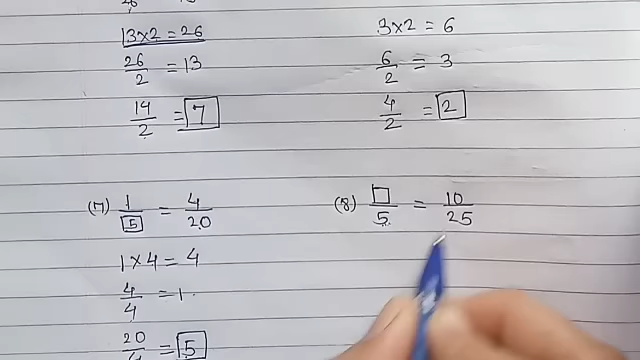 13x2 = 26
26/2 = 13
14/2 = 7
3x2 = 6
6/2 = 3
4/2 = 2
(7) 1/5 = 4/20
1x4 = 4
4/4 = 1
20/4 = 5
(8) □/5 = 10/25